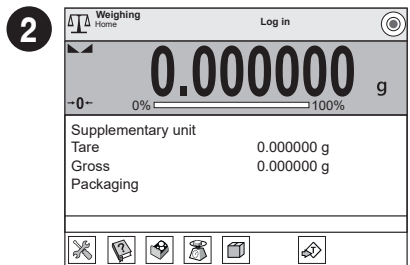 2
Weighing
Home
Log in
0.000000 g
→0←
0% 100%
Supplementary unit
Tare 0.000000 g
Gross 0.000000 g
Packaging
T